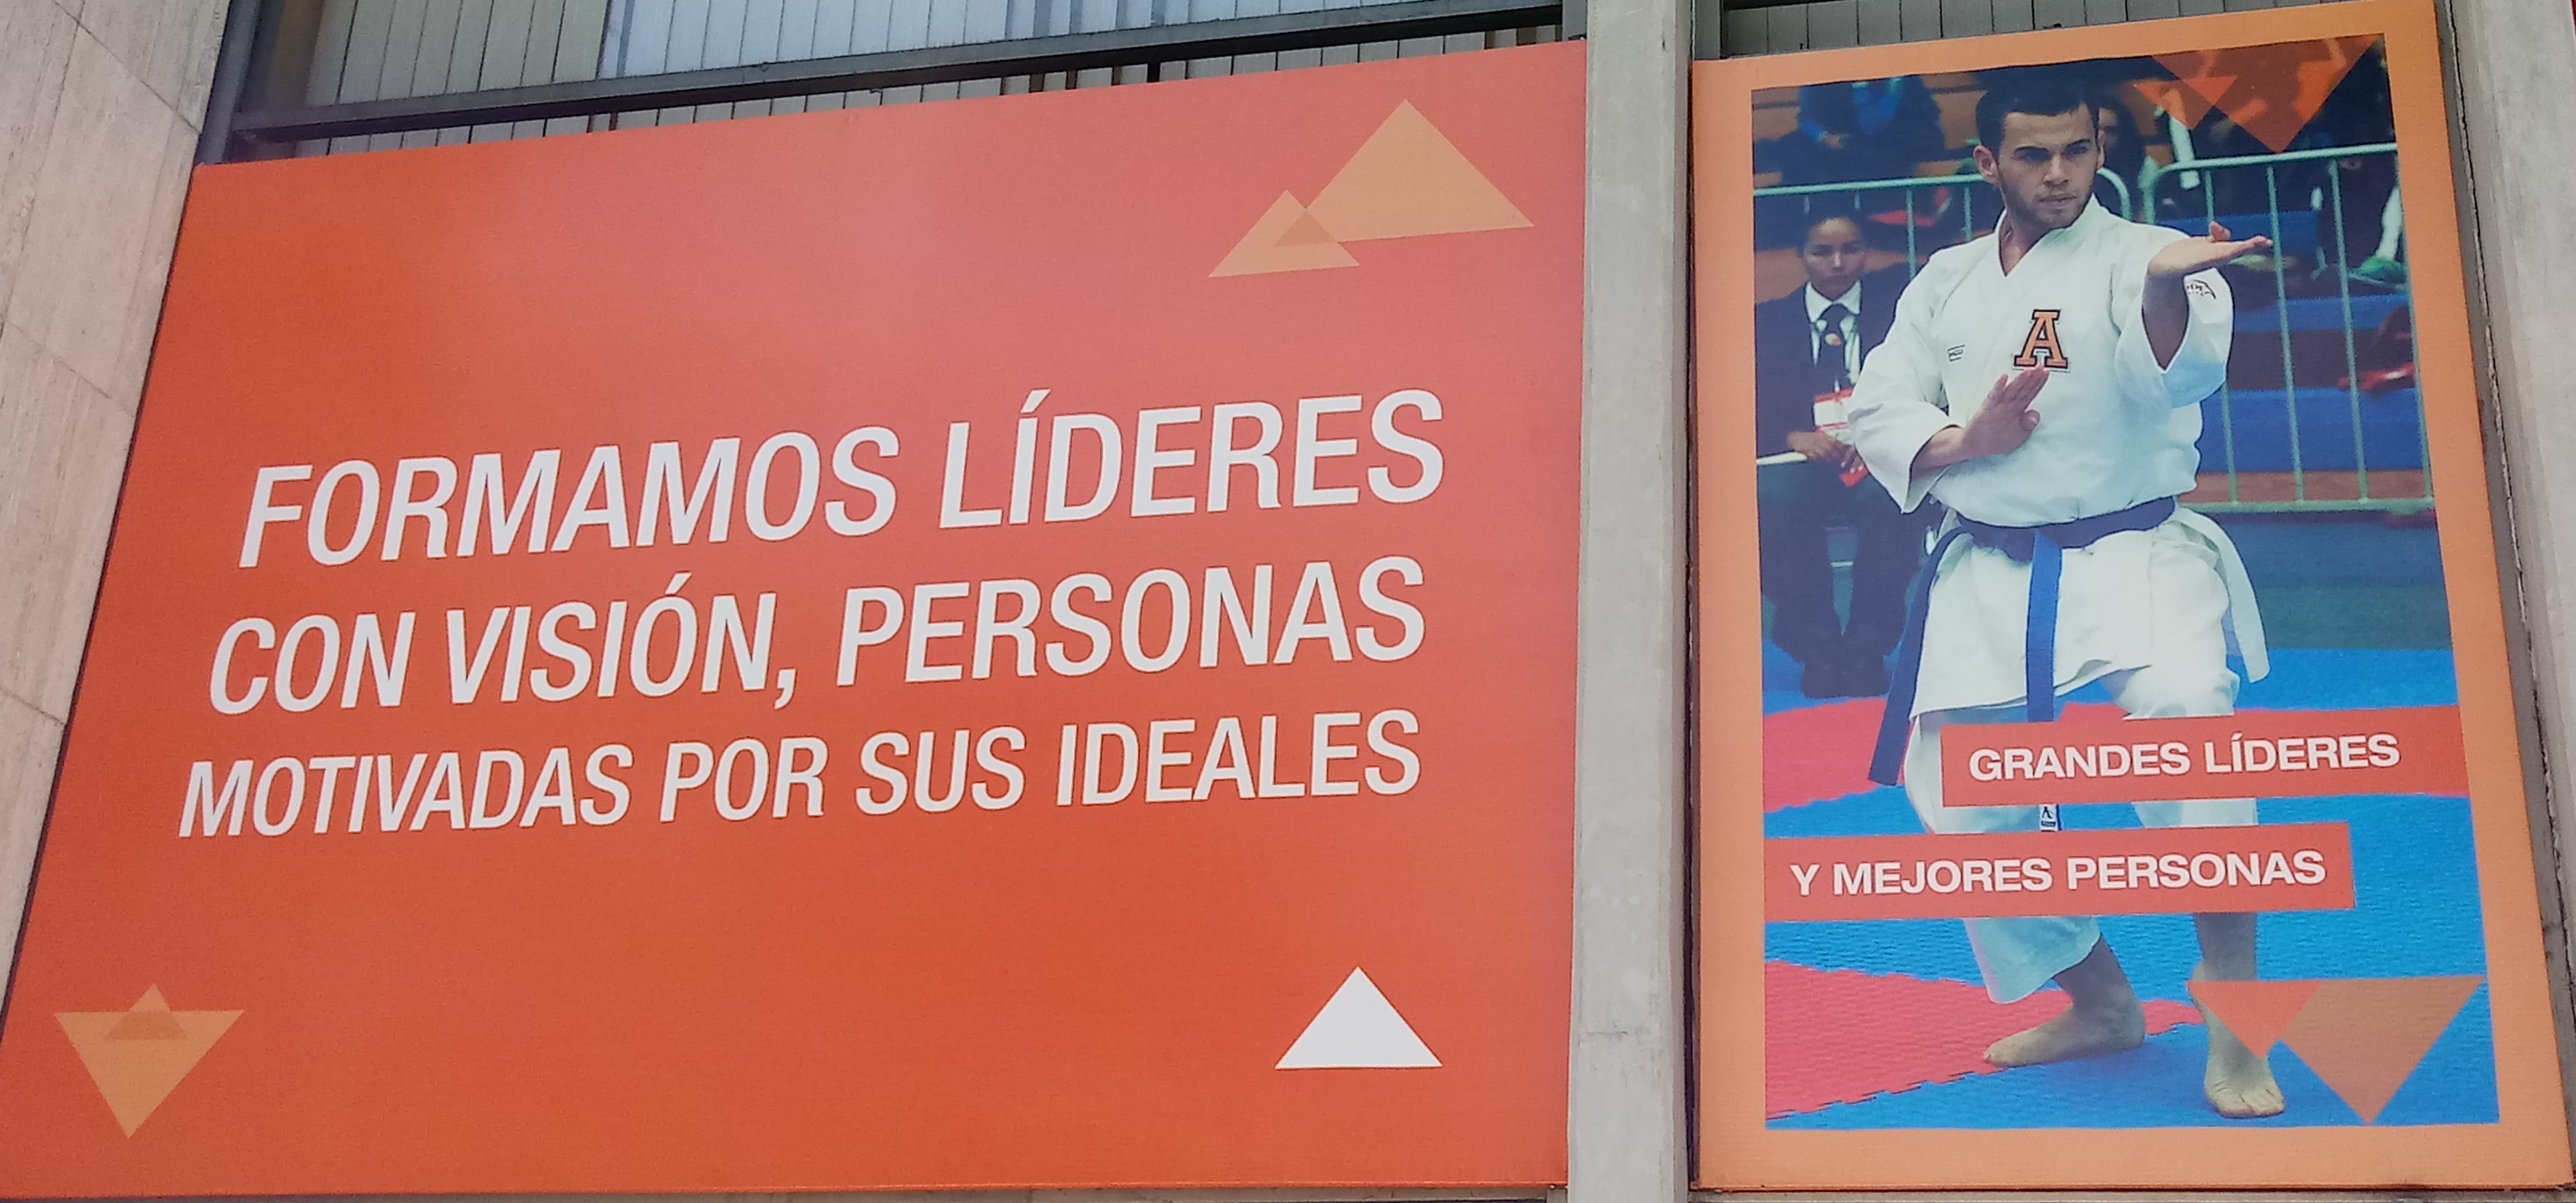 FORMAMOS LÍDERES
CON VISIÓN, PERSONAS
MOTIVADAS POR SUS IDEALES
A
GRANDES LÍDERES
Y MEJORES PERSONAS